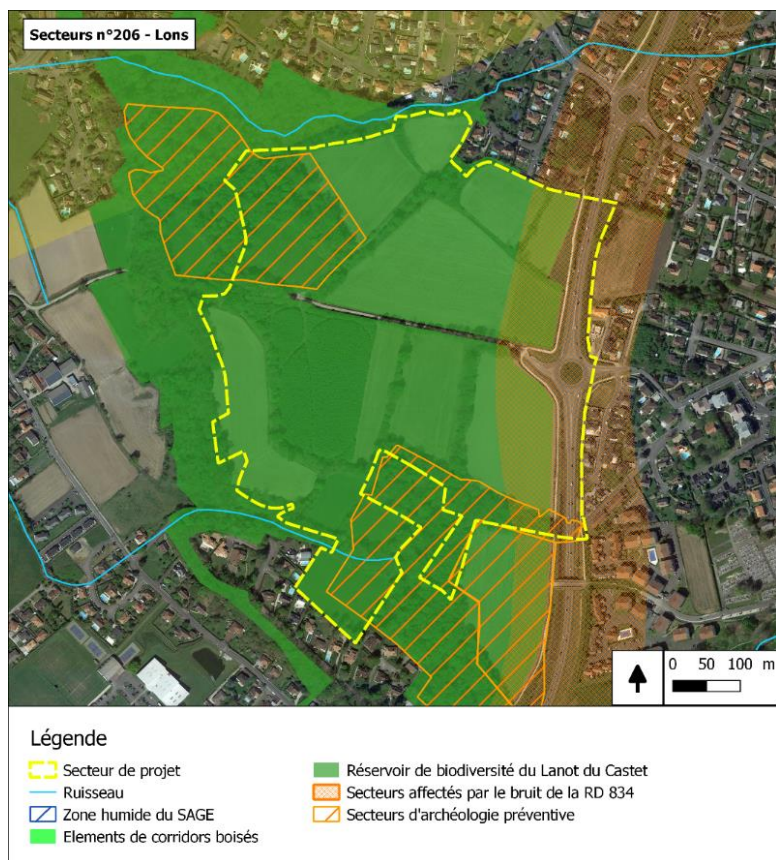 Secteurs n°206 - Lons
0 50 100 m
Légende
Secteur de projet
Ruisseau
Zone humide du SAGE
Elements de corridors boisés
Réservoir de biodiversité du Lanot du Castet
Secteurs affectés par le bruit de la RD 834
Secteurs d'archéologie préventive